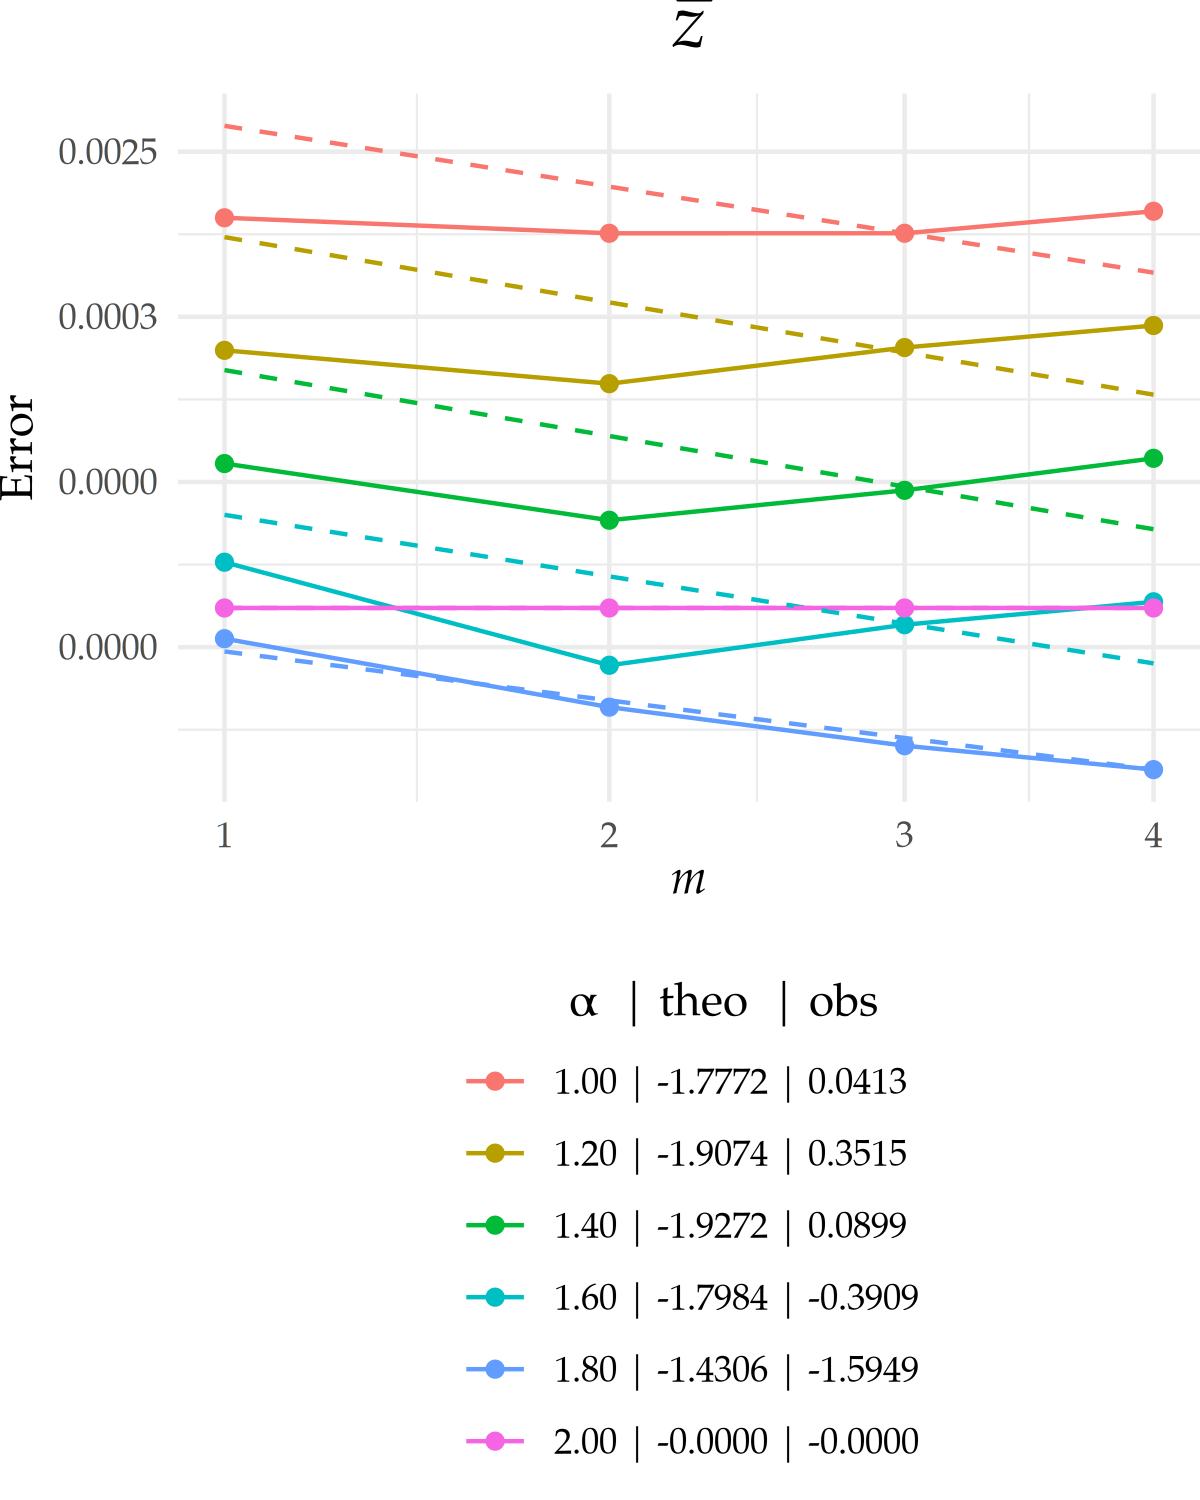 z̅
0.0025
0.0003
0.0000
0.0000
Error
1 2 3 4
m
α | theo | obs
1.00 | -1.7772 | 0.0413
1.20 | -1.9074 | 0.3515
1.40 | -1.9272 | 0.0899
1.60 | -1.7984 | -0.3909
1.80 | -1.4306 | -1.5949
2.00 | -0.0000 | -0.0000